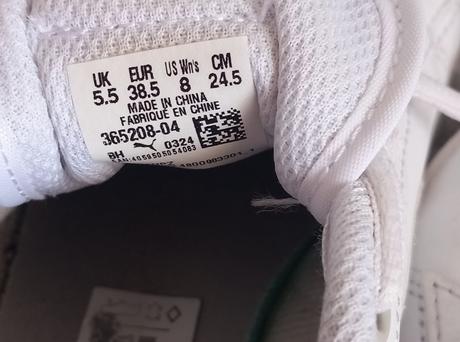 UK EUR US Wn's CM
5.5 38.5 8 24.5
MADE IN CHINA
FABRIQUÉ EN CHINE
365208-04
BH 0324